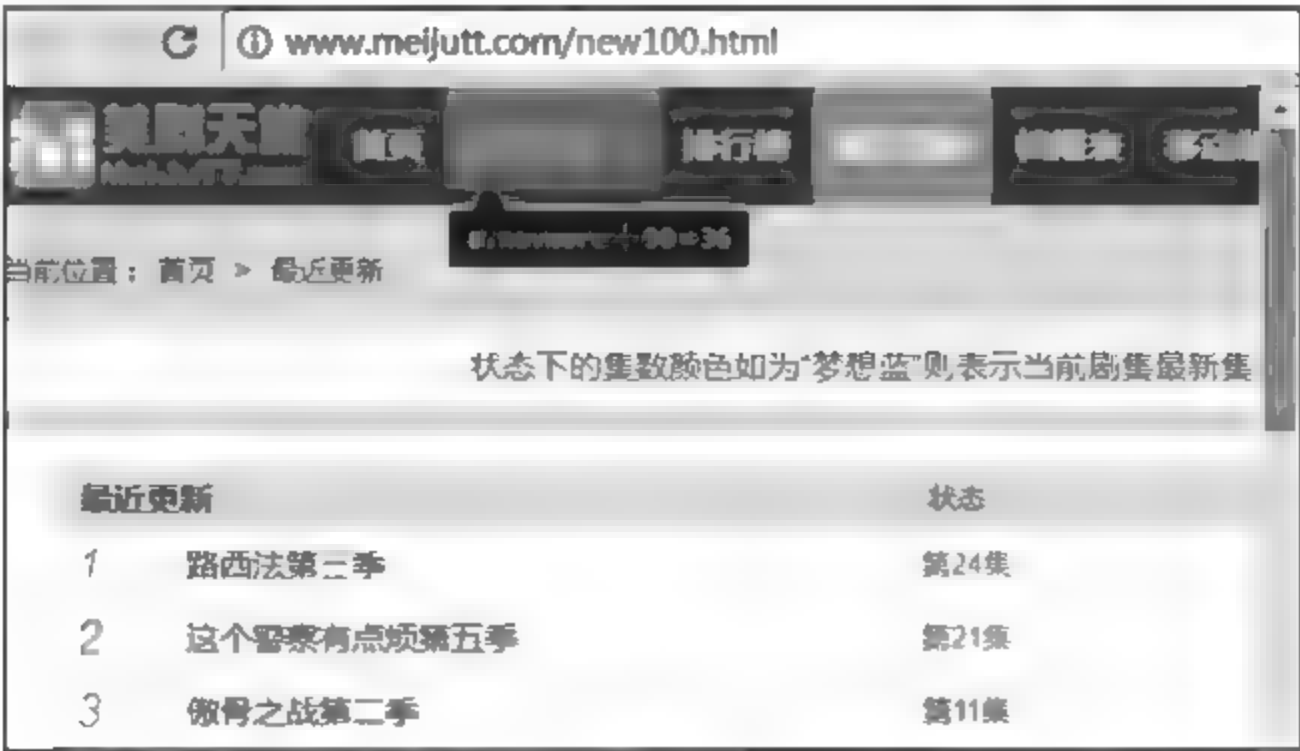 www.meijutt.com/new100.html
美剧天堂 首页 排行榜
当前位置： 首页 > 最近更新
状态下的集数颜色如为“梦想蓝”则表示当前剧集最新集
最近更新 状态
1 路西法第三季 第24集
2 这个警察有点烦第五季 第21集
3 傲骨之战第二季 第11集